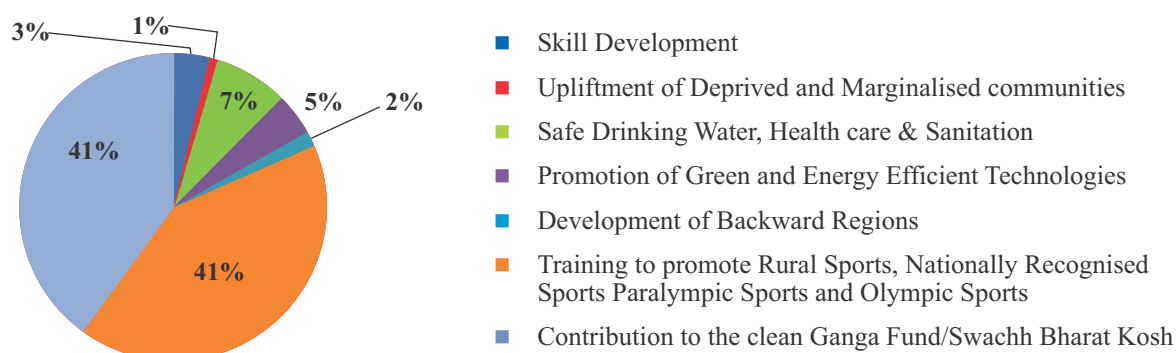 3%
1%
7%
5%
2%
41%
41%
Skill Development
Upliftment of Deprived and Marginalised communities
Safe Drinking Water, Health care & Sanitation
Promotion of Green and Energy Efficient Technologies
Development of Backward Regions
Training to promote Rural Sports, Nationally Recognised
Sports Paralympic Sports and Olympic Sports
Contribution to the clean Ganga Fund/Swachh Bharat Kosh